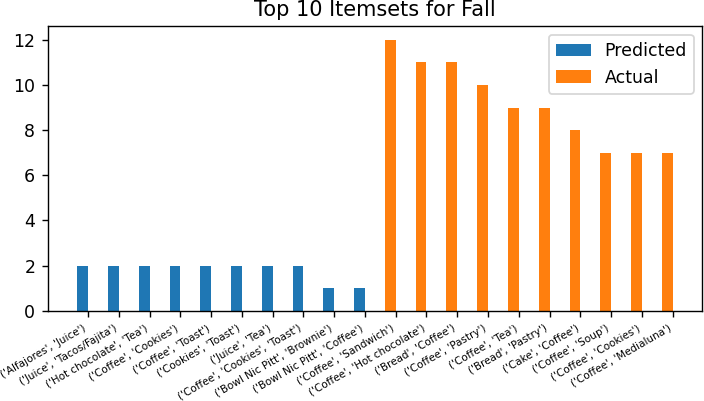 Top 10 Itemsets for Fall
Predicted
Actual
12
10
8
6
4
2
0
('Alfajores', 'Juice')
('Juice', 'Tacos/Fajita')
('Hot chocolate', 'Tea')
('Coffee', 'Cookies')
('Coffee', 'Toast')
('Cookies', 'Toast')
('Juice', 'Tea')
('Coffee', 'Cookies', 'Toast')
('Bowl Nic Pitt', 'Brownie')
('Bowl Nic Pitt', 'Coffee')
('Coffee', 'Sandwich')
('Coffee', 'Hot chocolate')
('Bread', 'Coffee')
('Coffee', 'Pastry')
('Coffee', 'Tea')
('Bread', 'Pastry')
('Cake', 'Coffee')
('Coffee', 'Soup')
('Coffee', 'Cookies')
('Coffee', 'Medialuna')